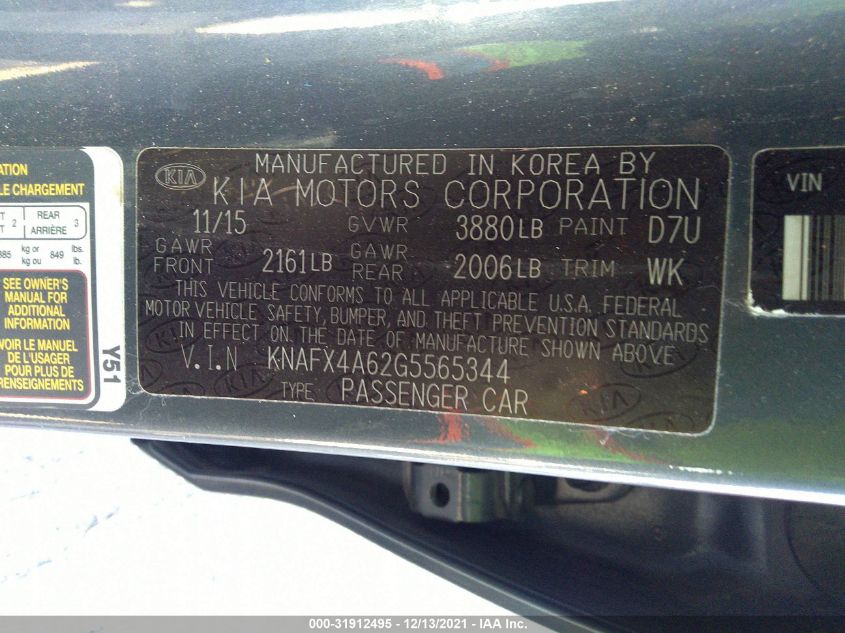 ATION
LE CHARGEMENT
T 2 REAR 3
T ARRIÈRE
385 kg or 849 lbs.
kg ou lb.
SEE OWNER'S
MANUAL FOR
ADDITIONAL
INFORMATION
VOIR LE MANUEL
DE L'USAGER
POUR PLUS DE
Y51
KIA
MANUFACTURED IN KOREA BY
KIA MOTORS CORPORATION
11/15 GVWR 3880LB PAINT D7U
GAWR FRONT 2161LB GAWR REAR 2006LB TRIM WK
THIS VEHICLE CONFORMS TO ALL APPLICABLE U.S.A. FEDERAL
MOTOR VEHICLE SAFETY, BUMPER, AND THEFT PREVENTION STANDARDS
IN EFFECT ON THE DATE OF MANUFACTURE SHOWN ABOVE
V.I.N KNAFX4A62G5565344
TYPE: PASSENGER CAR
VIN
000-31912495 - 12/13/2021 - IAA Inc.